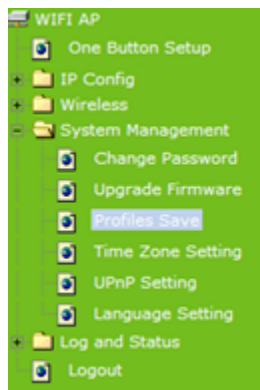 WIFI AP
One Button Setup
IP Config
Wireless
System Management
Change Password
Upgrade Firmware
Profiles Save
Time Zone Setting
UPnP Setting
Language Setting
Log and Status
Logout